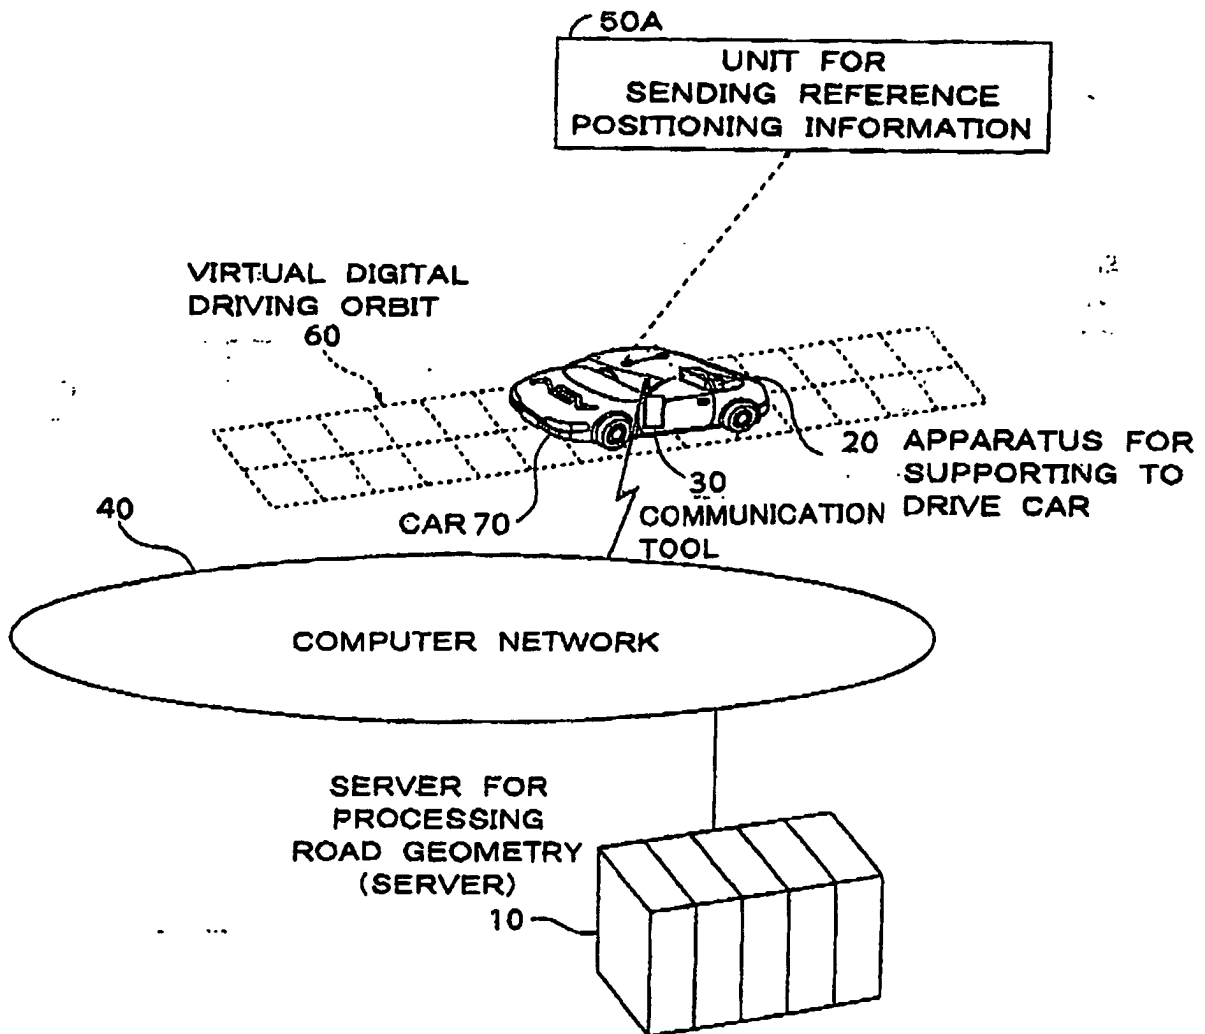 50A
UNIT FOR
SENDING REFERENCE
POSITIONING INFORMATION
VIRTUAL DIGITAL
DRIVING ORBIT
60
20 APPARATUS FOR
SUPPORTING TO
DRIVE CAR
30
COMMUNICATION
TOOL
CAR 70
40
COMPUTER NETWORK
SERVER FOR
PROCESSING
ROAD GEOMETRY
(SERVER)
10